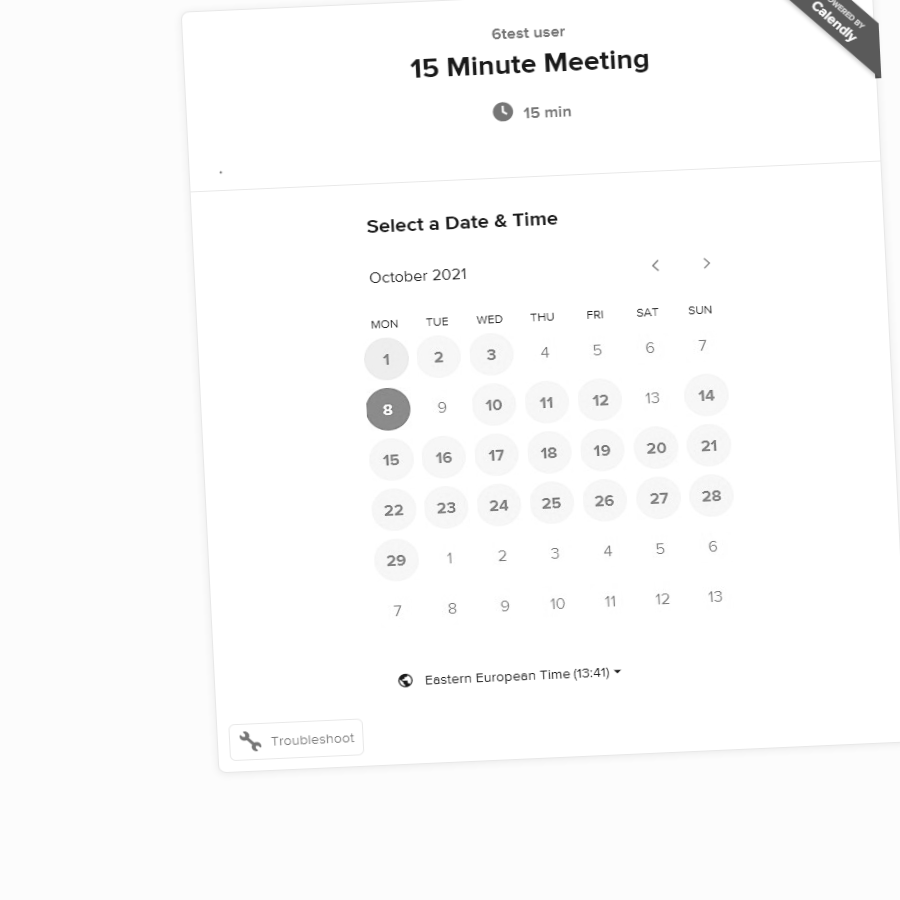 6test user
15 Minute Meeting
15 min
POWERED BY
Calendly
.
Select a Date & Time
October 2021
MON TUE WED THU FRI SAT SUN
1 2 3 4 5 6 7
8 9 10 11 12 13 14
15 16 17 18 19 20 21
22 23 24 25 26 27 28
29 1 2 3 4 5 6
7 8 9 10 11 12 13
Eastern European Time (13:41)
Troubleshoot